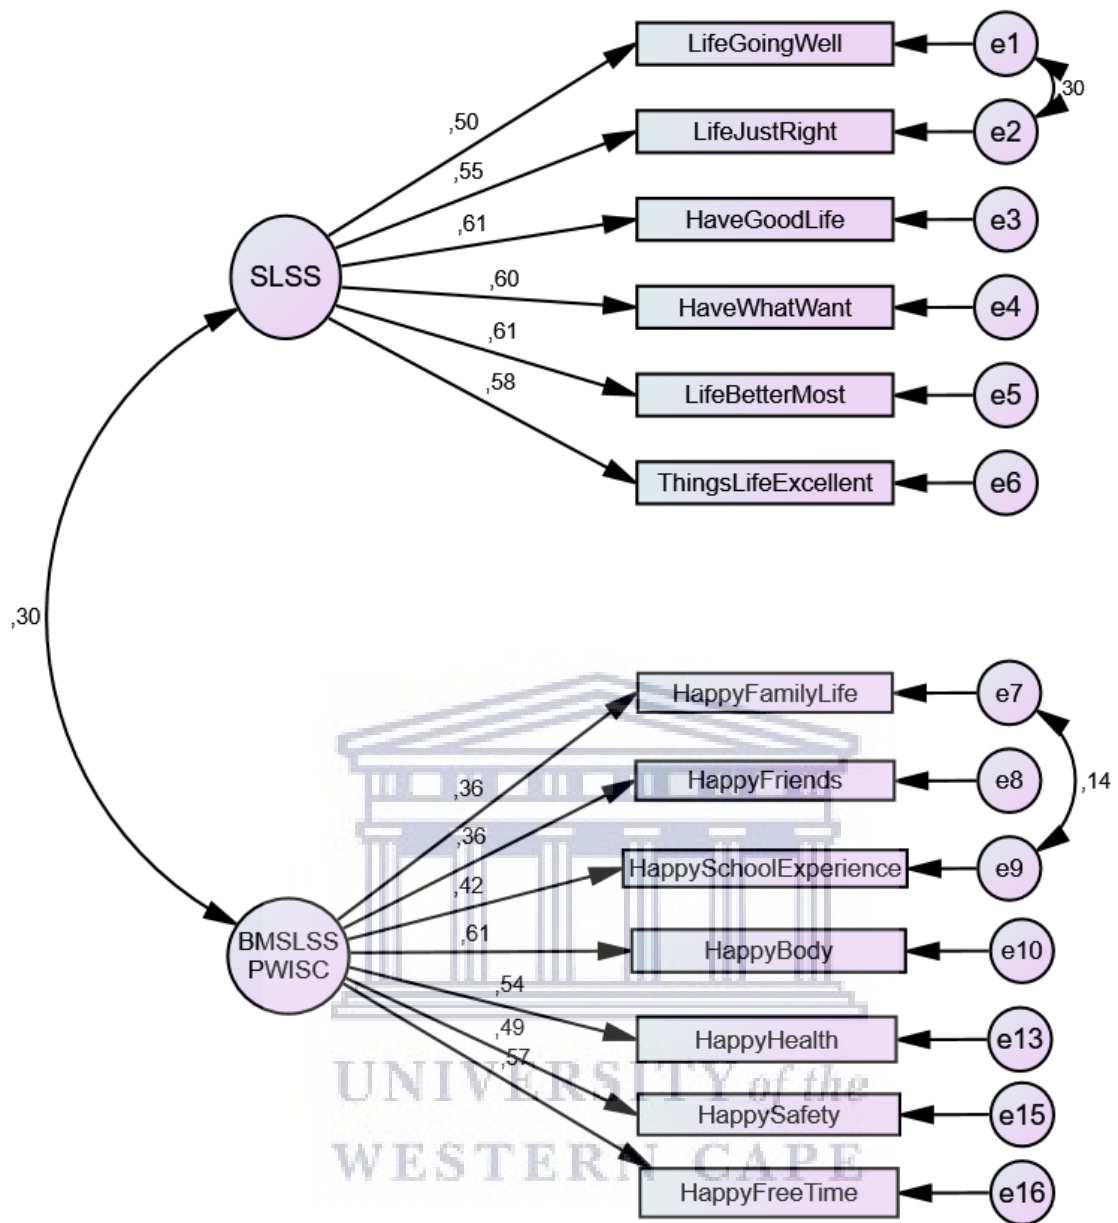 LifeGoingWell
e1
,50
,30
LifeJustRight
e2
,55
HaveGoodLife
e3
,61
SLSS
HaveWhatWant
e4
,60
LifeBetterMost
e5
,61
,58
ThingsLifeExcellent
e6
,30
HappyFamilyLife
e7
,36
HappyFriends
e8
,14
,36
HappySchoolExperience
e9
,42
BMSLSS
PWISC
,61
HappyBody
e10
,54
HappyHealth
e13
,49
,57
HappySafety
e15
HappyFreeTime
e16
UNIVERSITY of the
WESTERN CAPE